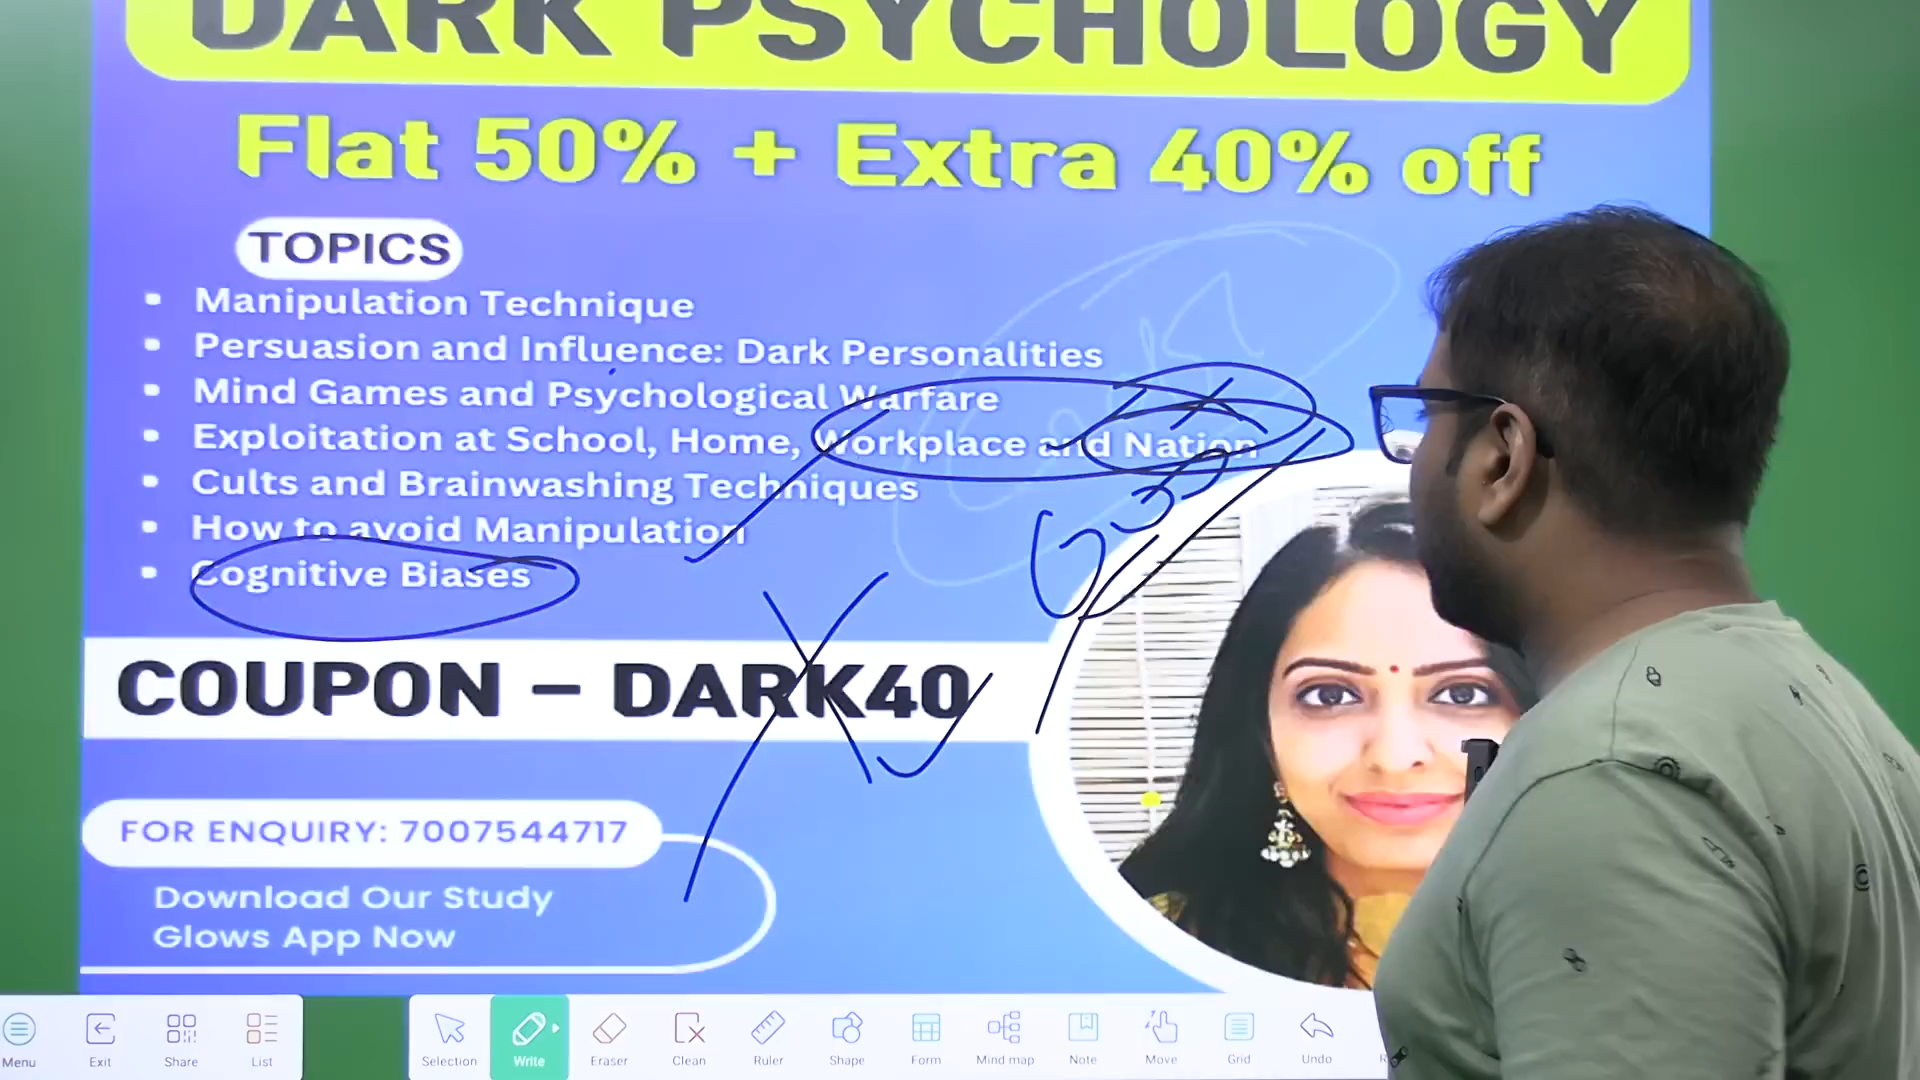 DARK PSYCHOLOGY
Flat 50% + Extra 40% off
TOPICS
Manipulation Technique
Persuasion and Influence: Dark Personalities
Mind Games and Psychological Warfare
Exploitation at School, Home, Workplace and Nation
Cults and Brainwashing Techniques
How to avoid Manipulation
Cognitive Biases
COUPON – DARK40
FOR ENQUIRY: 7007544717
Download Our Study
Glows App Now
Menu Exit Share List Selection Write Eraser Clean Ruler Shape Form Mind map Note Move Grid Undo